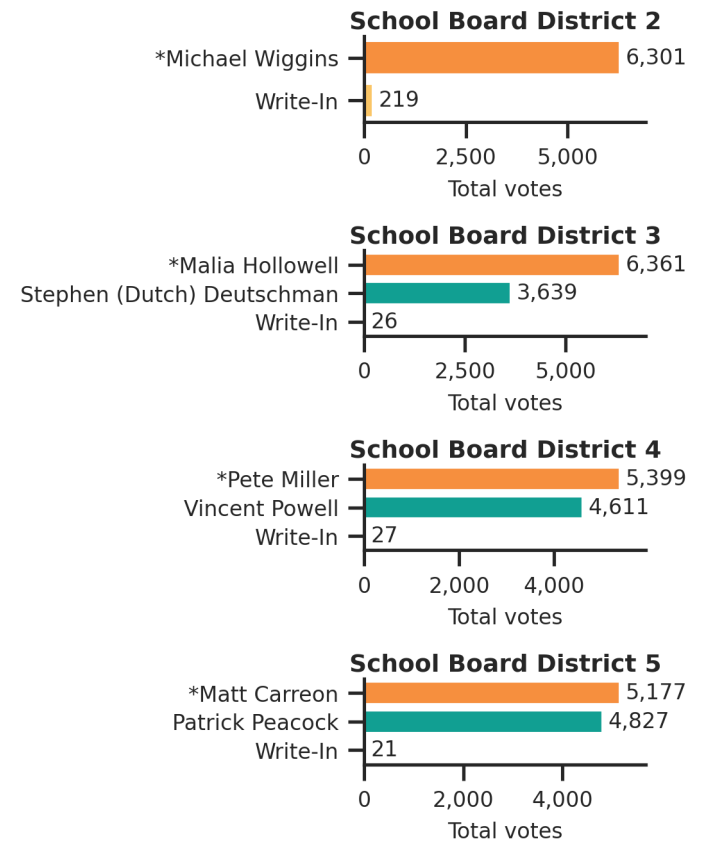 School Board District 2
*Michael Wiggins 6,301
Write-In 219
0 2,500 5,000
Total votes
School Board District 3
*Malia Hollowell 6,361
Stephen (Dutch) Deutschman 3,639
Write-In 26
0 2,500 5,000
Total votes
School Board District 4
*Pete Miller 5,399
Vincent Powell 4,611
Write-In 27
0 2,000 4,000
Total votes
School Board District 5
*Matt Carreon 5,177
Patrick Peacock 4,827
Write-In 21
0 2,000 4,000
Total votes